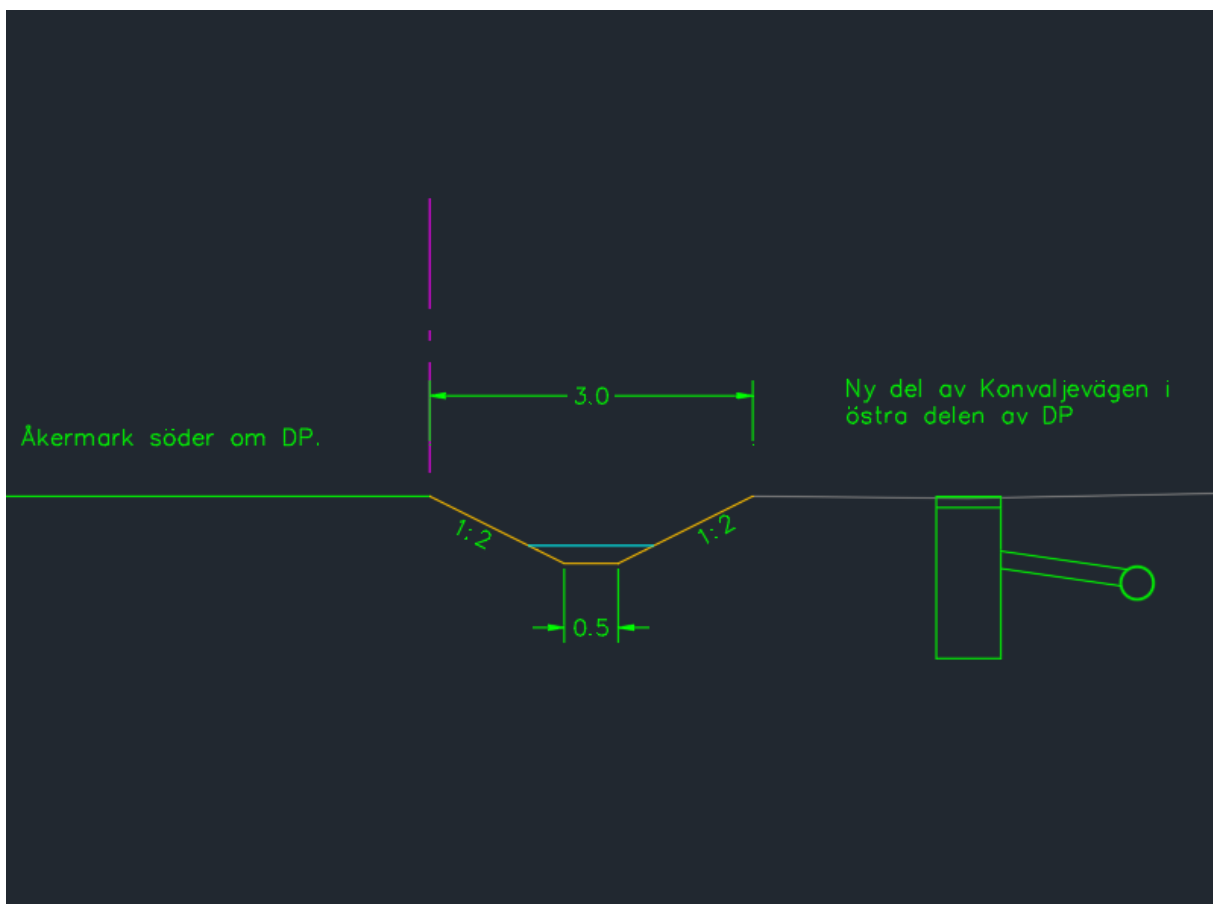 3.0
Ny del av Konvaljevägen i
östra delen av DP
Åkermark söder om DP.
1:2
1:2
0.5